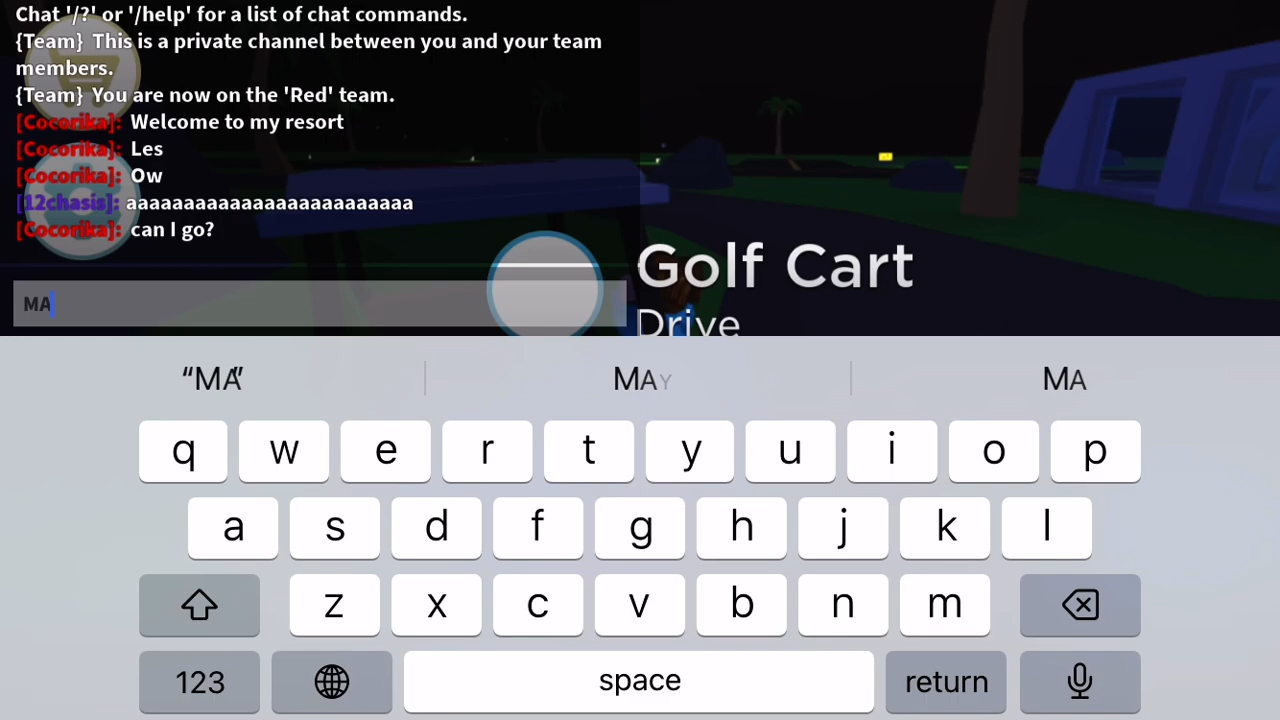 Chat '/?' or '/help' for a list of chat commands.
{Team} This is a private channel between you and your team
members.
{Team} You are now on the 'Red' team.
[Cocorika]: Welcome to my resort
[Cocorika]: Les
[Cocorika]: Ow
[12chasis]: aaaaaaaaaaaaaaaaaaaaaaaaa
[Cocorika]: can I go?
MA
Golf Cart
Drive
“MA” MAY MA
q w e r t y u i o p
a s d f g h j k l
z x c v b n m
123 space return